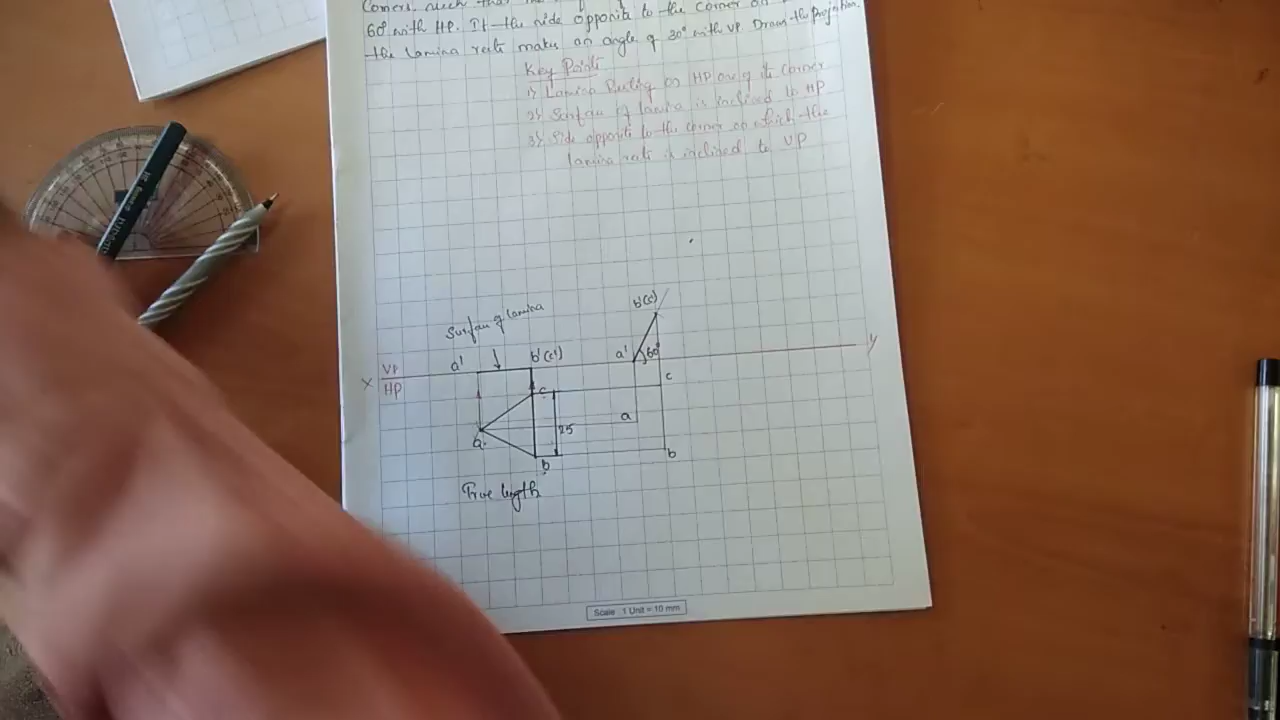 Corners such that the
60° with HP. If the side opposite to the corner on
the lamina rests makes an angle of 30° with VP. Draw the Projection.
Key Points
1) Lamina Resting on HP one of its corner
2) Surface of lamina is inclined to HP
3) Side opposite to the corner on which the
lamina rests is inclined to VP
Surface of lamina
b'(c')
a'
b'(c')
a'
60°
X
VP
HP
Y
c
c
a
a
25
b
b
True length
Scale : 1 Unit = 10 mm